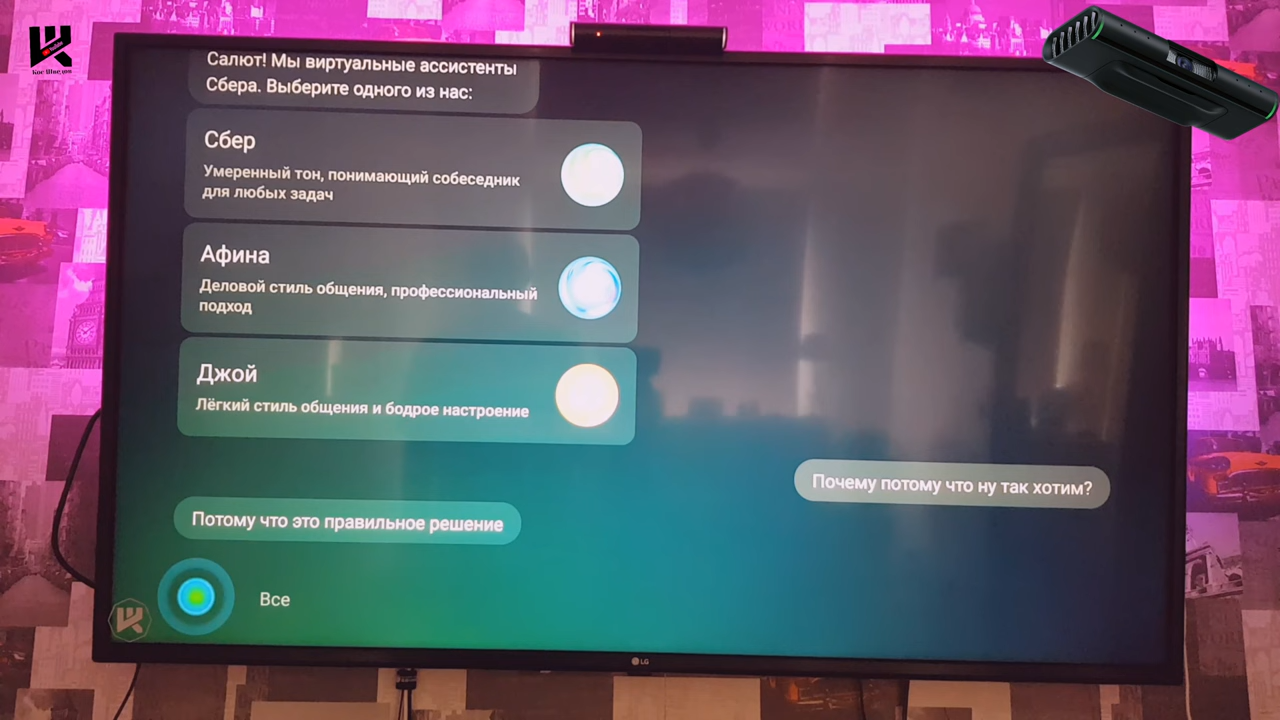 Кос Шведив
Салют! Мы виртуальные ассистенты
Сбера. Выберите одного из нас:
Сбер
Умеренный тон, понимающий собеседник
для любых задач
Афина
Деловой стиль общения, профессиональный
подход
Джой
Лёгкий стиль общения и бодрое настроение
Почему потому что ну так хотим?
Потому что это правильное решение
Все
LG